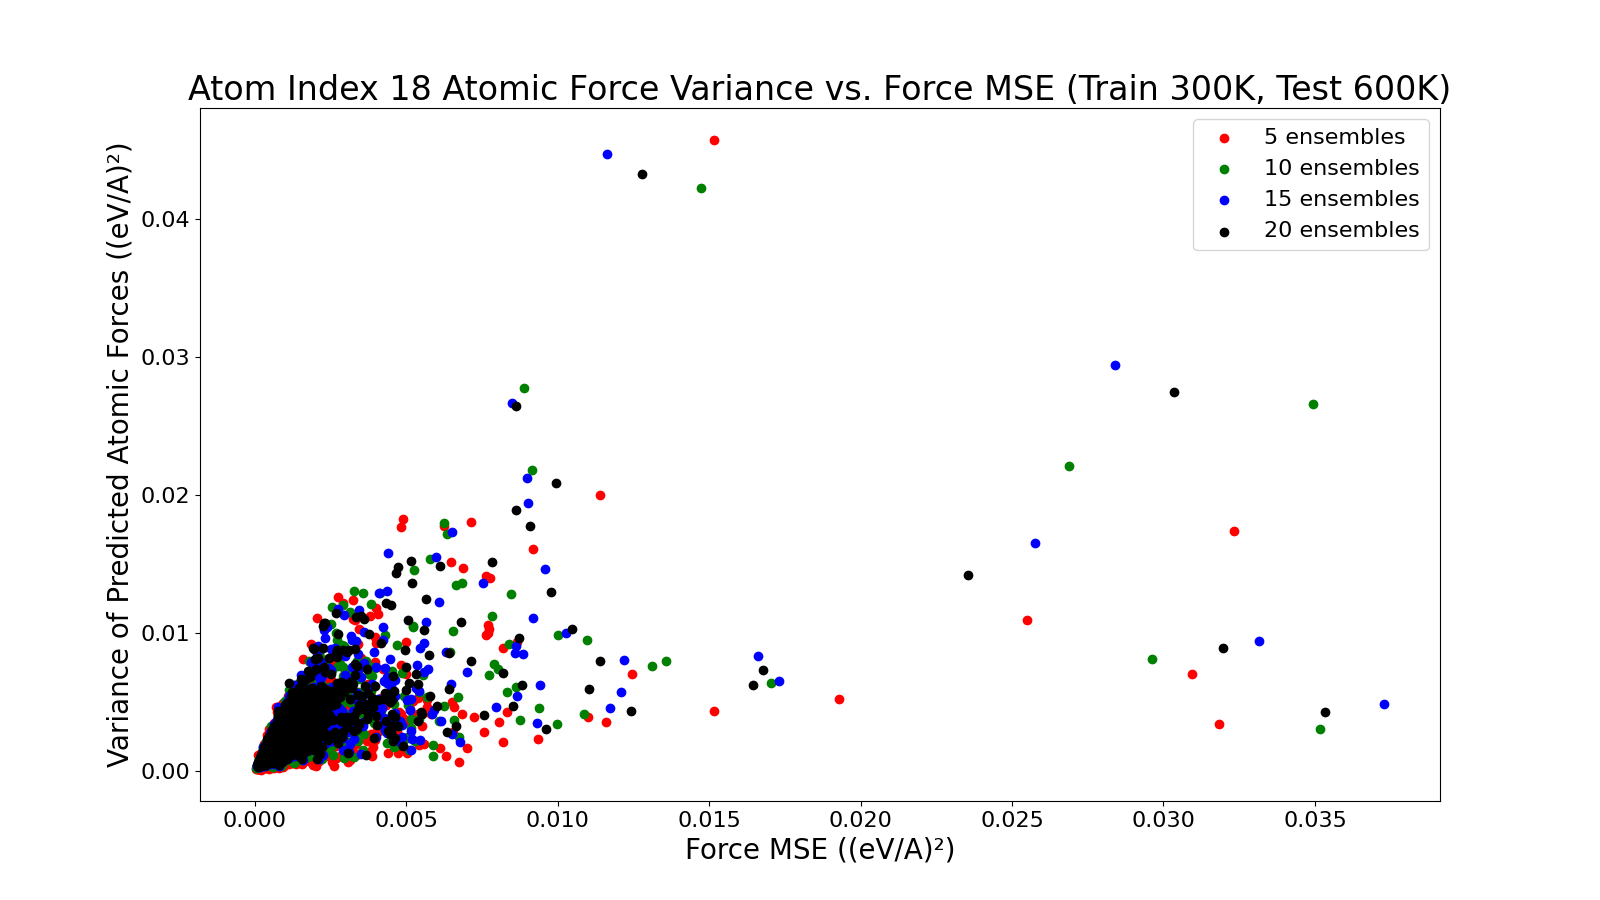 Atom Index 18 Atomic Force Variance vs. Force MSE (Train 300K, Test 600K)
5 ensembles
10 ensembles
15 ensembles
20 ensembles
Variance of Predicted Atomic Forces ((eV/A)²)
0.04
0.03
0.02
0.01
0.00
0.000 0.005 0.010 0.015 0.020 0.025 0.030 0.035
Force MSE ((eV/A)²)